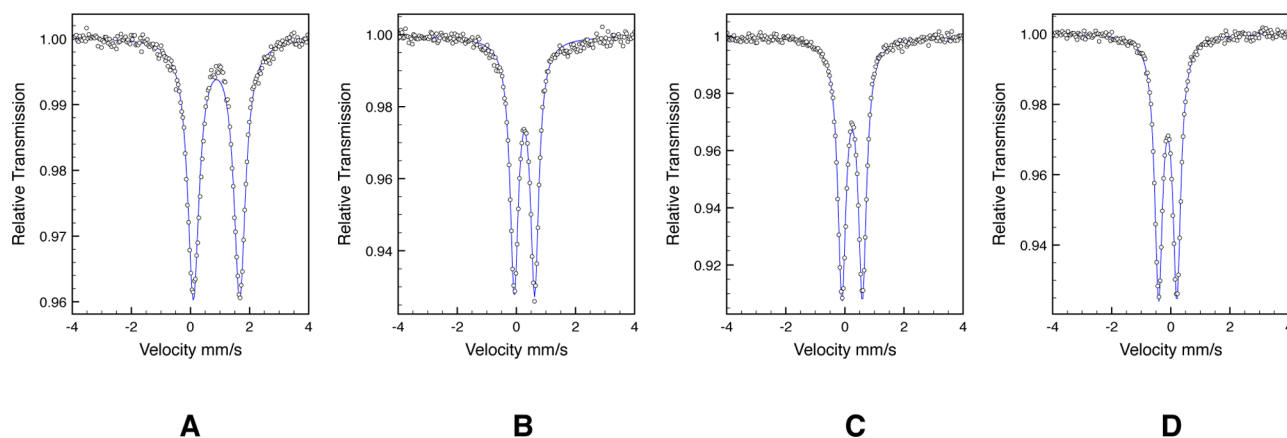 1.00
0.99
0.98
0.97
0.96
Relative Transmission
-4 -2 0 2 4
Velocity mm/s
A
1.00
0.98
0.96
0.94
Relative Transmission
-4 -2 0 2 4
Velocity mm/s
B
1
0.98
0.96
0.94
0.92
Relative Transmission
-4 -2 0 2 4
Velocity mm/s
C
1.00
0.98
0.96
0.94
Relative Transmission
-4 -2 0 2 4
Velocity mm/s
D